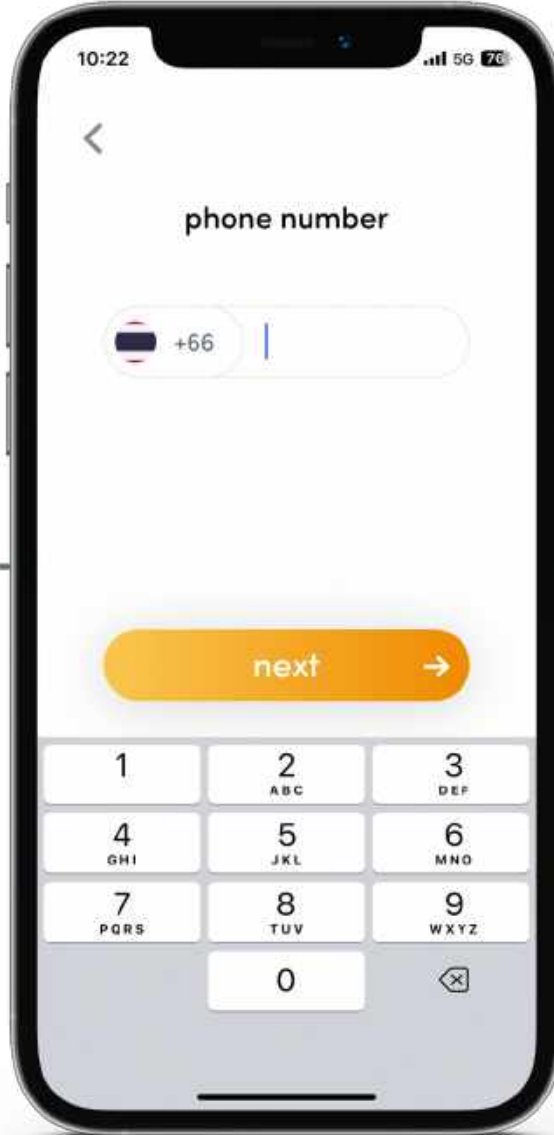 10:22 5G 76
phone number
+66
next
1 2 3
ABC DEF
4 5 6
GHI JKL MNO
7 8 9
PQRS TUV WXYZ
0